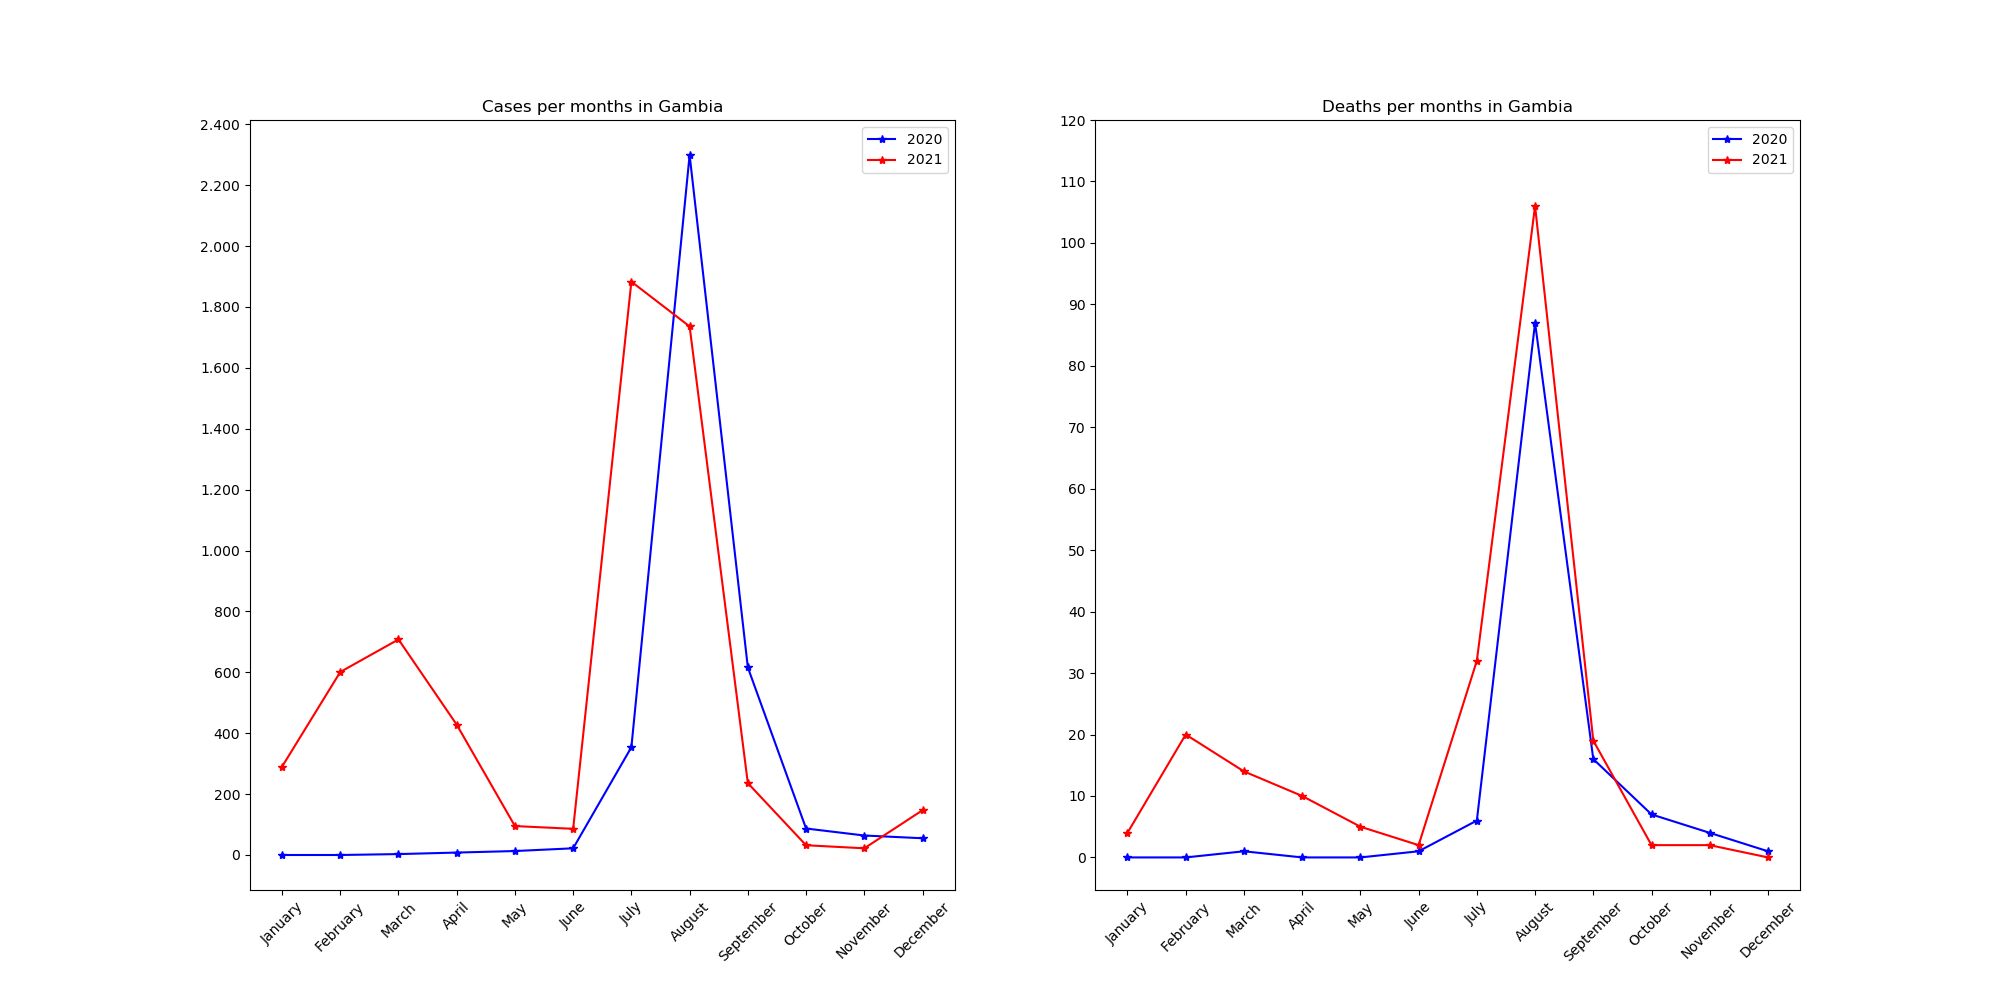 Cases per months in Gambia
2.400
2.200
2.000
1.800
1.600
1.400
1.200
1.000
800
600
400
200
0
2020
2021
January
February
March
April
May
June
July
August
September
October
November
December
Deaths per months in Gambia
120
110
100
90
80
70
60
50
40
30
20
10
0
2020
2021
January
February
March
April
May
June
July
August
September
October
November
December